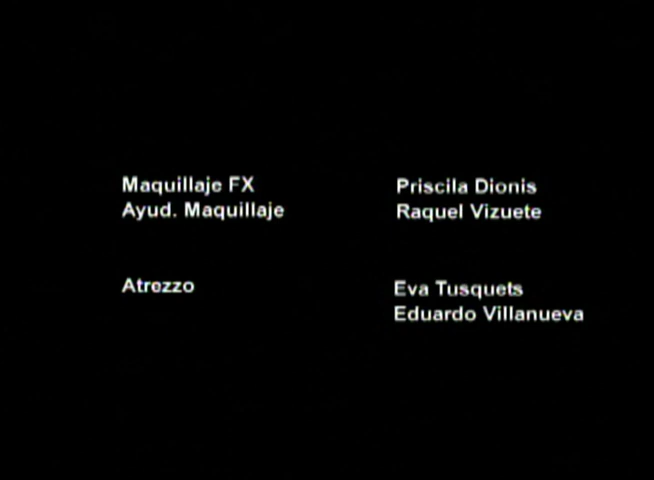 Maquillaje FX Priscila Dionis
Ayud. Maquillaje Raquel Vizuete
Atrezzo Eva Tusquets
Eduardo Villanueva